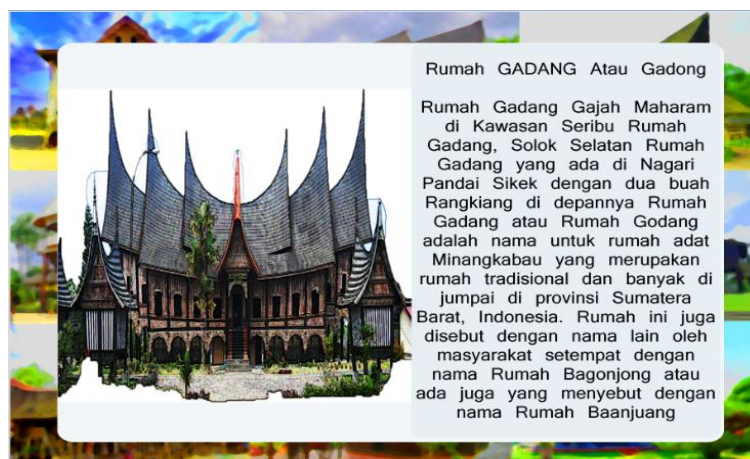 Rumah GADANG Atau Gadong
Rumah Gadang Gajah Maharam
di Kawasan Seribu Rumah
Gadang, Solok Selatan Rumah
Gadang yang ada di Nagari
Pandai Sikek dengan dua buah
Rangkiang di depannya Rumah
Gadang atau Rumah Godang
adalah nama untuk rumah adat
Minangkabau yang merupakan
rumah tradisional dan banyak di
jumpai di provinsi Sumatera
Barat, Indonesia. Rumah ini juga
disebut dengan nama lain oleh
masyarakat setempat dengan
nama Rumah Bagonjong atau
ada juga yang menyebut dengan
nama Rumah Baanjuang